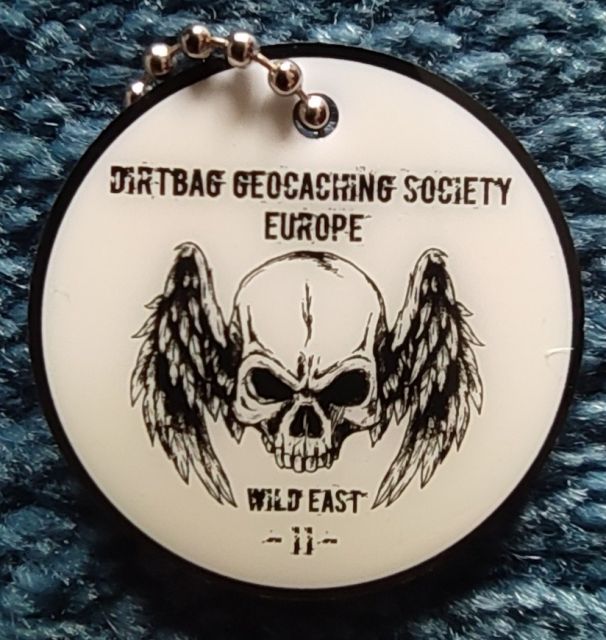 DIRTBAG GEOCACHING SOCIETY
EUROPE
WILD EAST
-11-